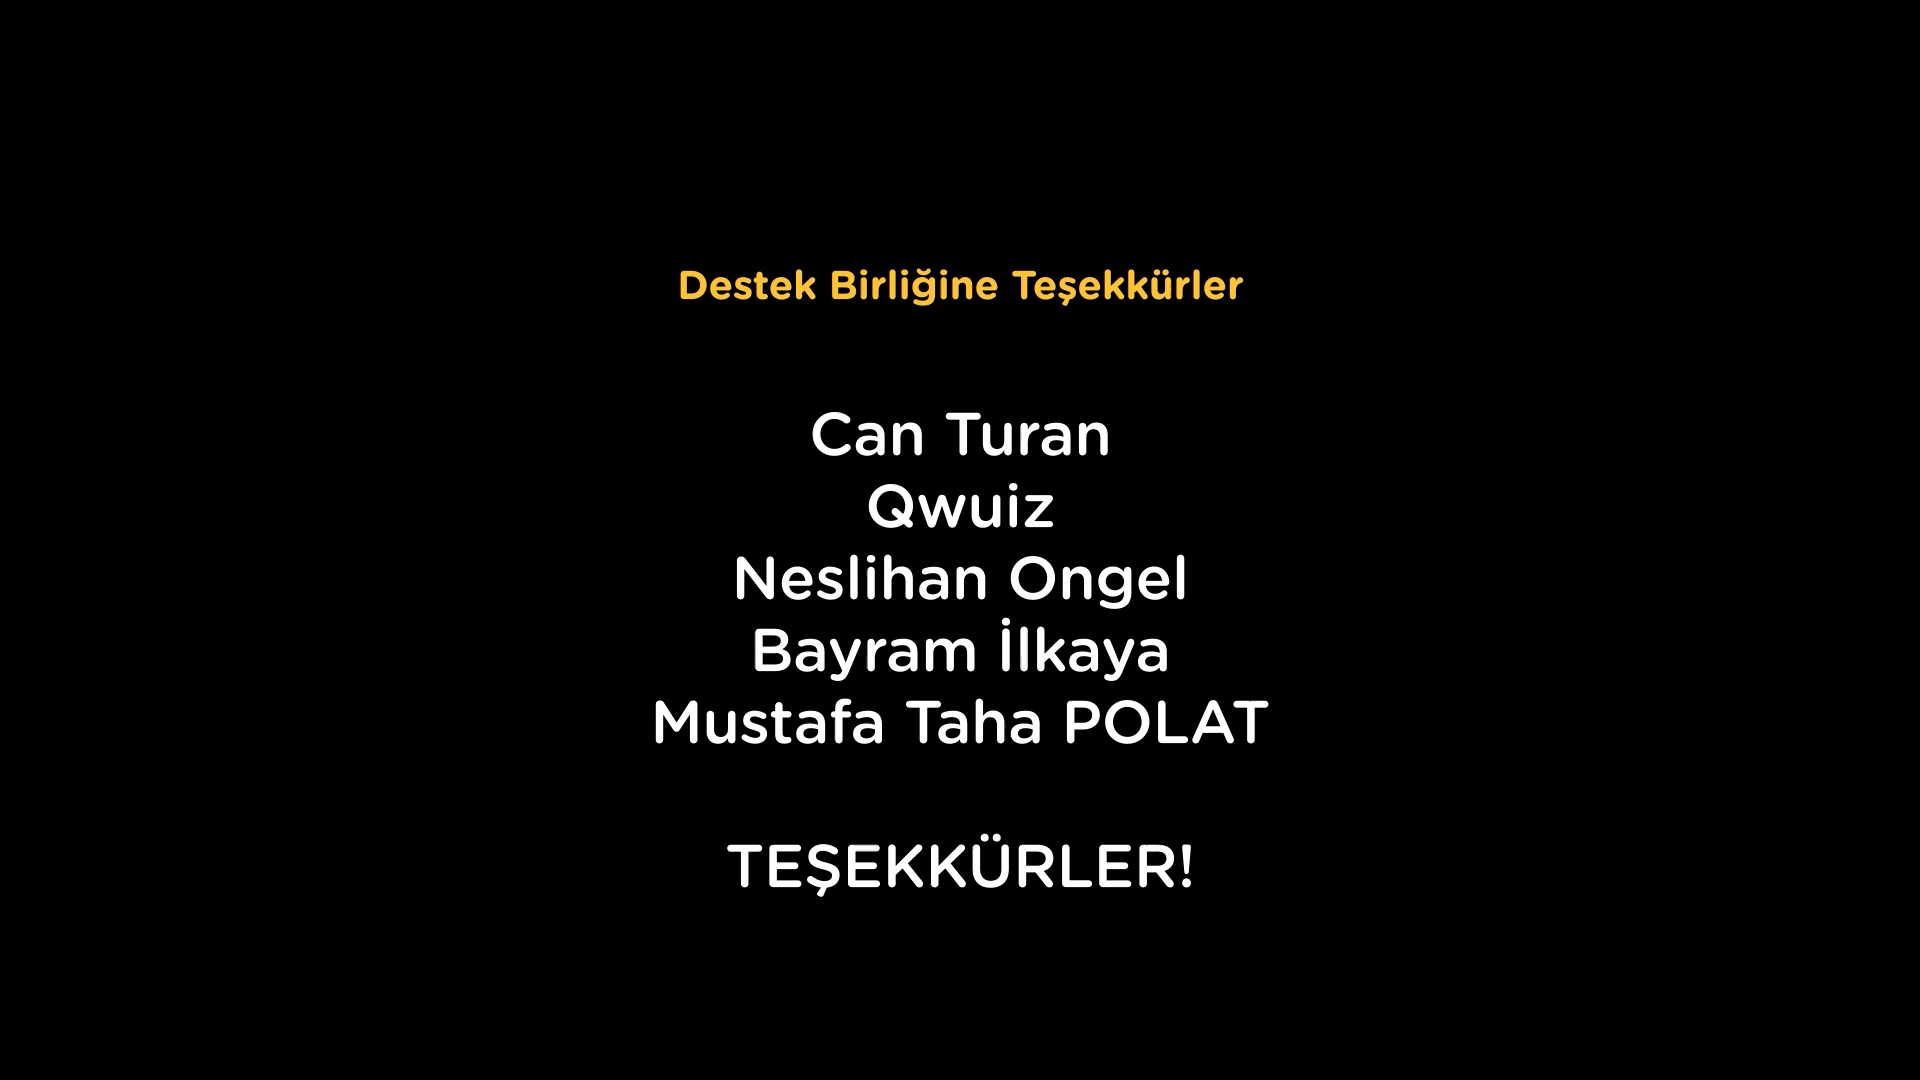 Destek Birliğine Teşekkürler
Can Turan
Qwuiz
Neslihan Ongel
Bayram İlkaya
Mustafa Taha POLAT
TEŞEKKÜRLER!